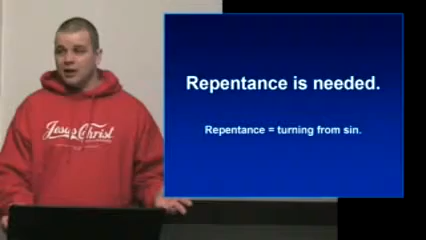 Jesus Christ
Repentance is needed.
Repentance = turning from sin.